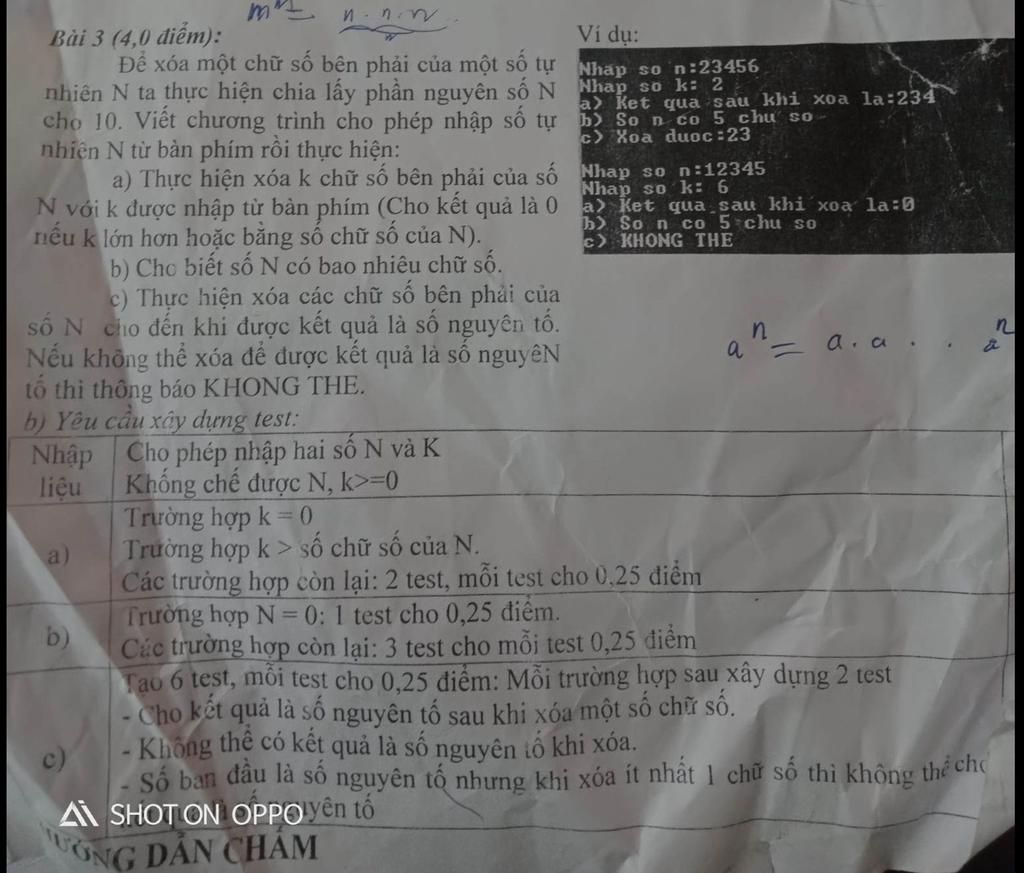 mⁿ = n . n . n
n
Bài 3 (4,0 điểm):
Để xóa một chữ số bên phải của một số tự
nhiên N ta thực hiện chia lấy phần nguyên số N
cho 10. Viết chương trình cho phép nhập số tự
nhiên N từ bàn phím rồi thực hiện:
a) Thực hiện xóa k chữ số bên phải của số
N với k được nhập từ bàn phím (Cho kết quả là 0
nếu k lớn hơn hoặc bằng số chữ số của N).
b) Cho biết số N có bao nhiêu chữ số.
c) Thực hiện xóa các chữ số bên phải của
số N cho đến khi được kết quả là số nguyên tố.
Nếu không thể xóa để được kết quả là số nguyêN
tố thì thông báo KHONG THE.
Ví dụ:
Nhap so n:23456
Nhap so k: 2
a) Ket qua sau khi xoa la:234
b) So n co 5 chu so
c) Xoa duoc:23
Nhap so n:12345
Nhap so k: 6
a) Ket qua sau khi xoa la:0
b) So n co 5 chu so
c) KHONG THE
aⁿ = a . a . . aⁿ
b) Yêu cầu xây dựng test:
Nhập
liệu
Cho phép nhập hai số N và K
Khống chế được N, k>=0
a)
Trường hợp k = 0
Trường hợp k > số chữ số của N.
Các trường hợp còn lại: 2 test, mỗi test cho 0,25 điểm
b)
Trường hợp N = 0: 1 test cho 0,25 điểm.
Các trường hợp còn lại: 3 test cho mỗi test 0,25 điểm
c)
Tạo 6 test, mỗi test cho 0,25 điểm: Mỗi trường hợp sau xây dựng 2 test
- Cho kết quả là số nguyên tố sau khi xóa một số chữ số.
- Không thể có kết quả là số nguyên tố khi xóa.
- Số ban đầu là số nguyên tố nhưng khi xóa ít nhất 1 chữ số thì không thể cho
nguyên tố
SHOT ON OPPO
DẪN CHẤM